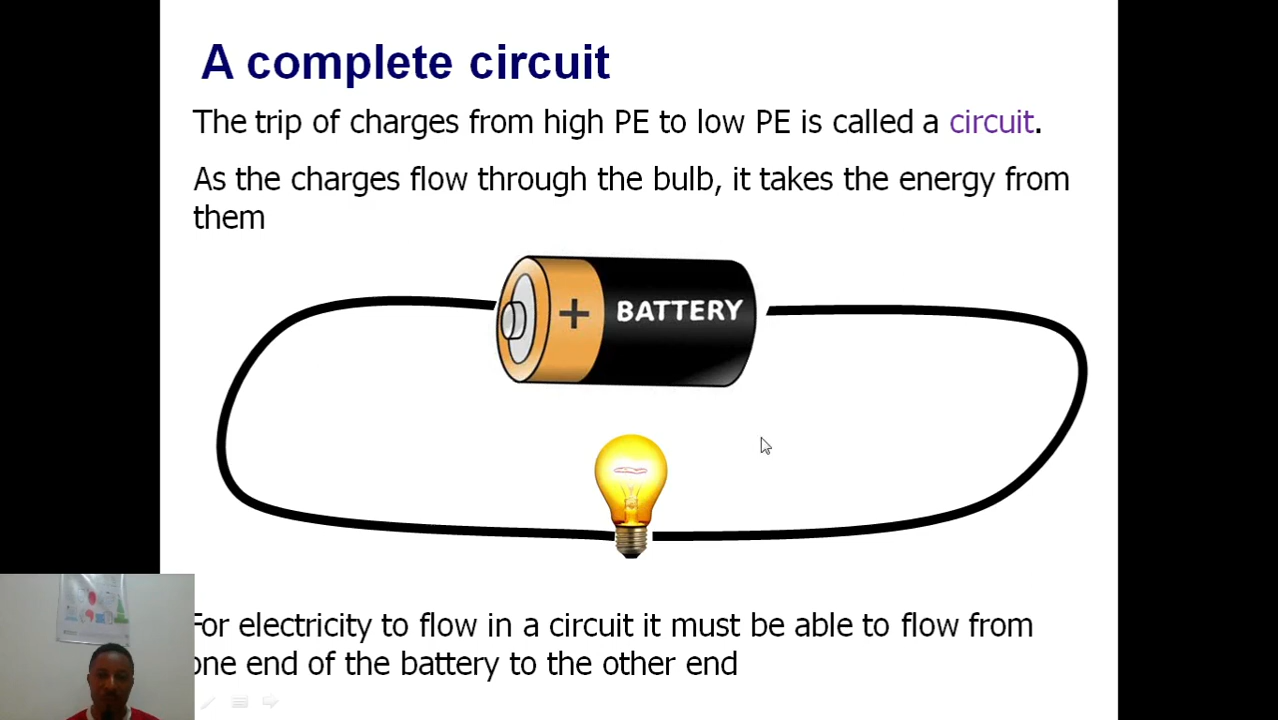 A complete circuit
The trip of charges from high PE to low PE is called a circuit.
As the charges flow through the bulb, it takes the energy from
them
+ BATTERY
For electricity to flow in a circuit it must be able to flow from
one end of the battery to the other end